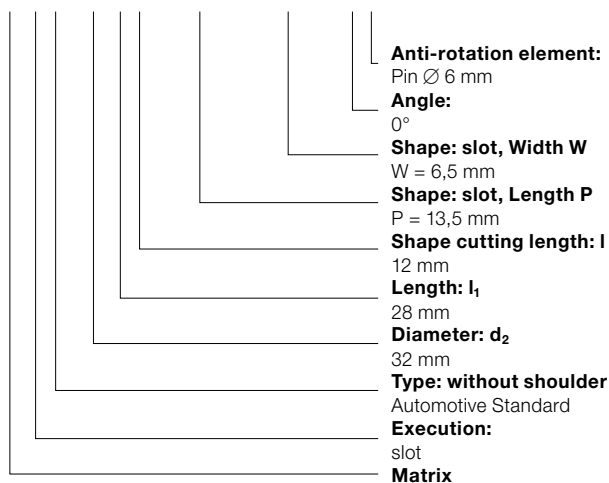 Anti-rotation element:
Pin ∅ 6 mm
Angle:
0°
Shape: slot, Width W
W = 6,5 mm
Shape: slot, Length P
P = 13,5 mm
Shape cutting length: l
12 mm
Length: l₁
28 mm
Diameter: d₂
32 mm
Type: without shoulder
Automotive Standard
Execution:
slot
Matrix